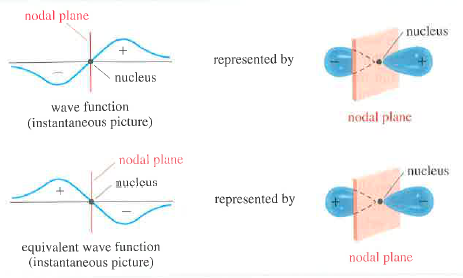 nodal plane
+
−
nucleus
wave function
(instantaneous picture)
represented by
nucleus
−
+
nodal plane
nodal plane
nucleus
+
−
equivalent wave function
(instantaneous picture)
represented by
nucleus
+
−
nodal plane